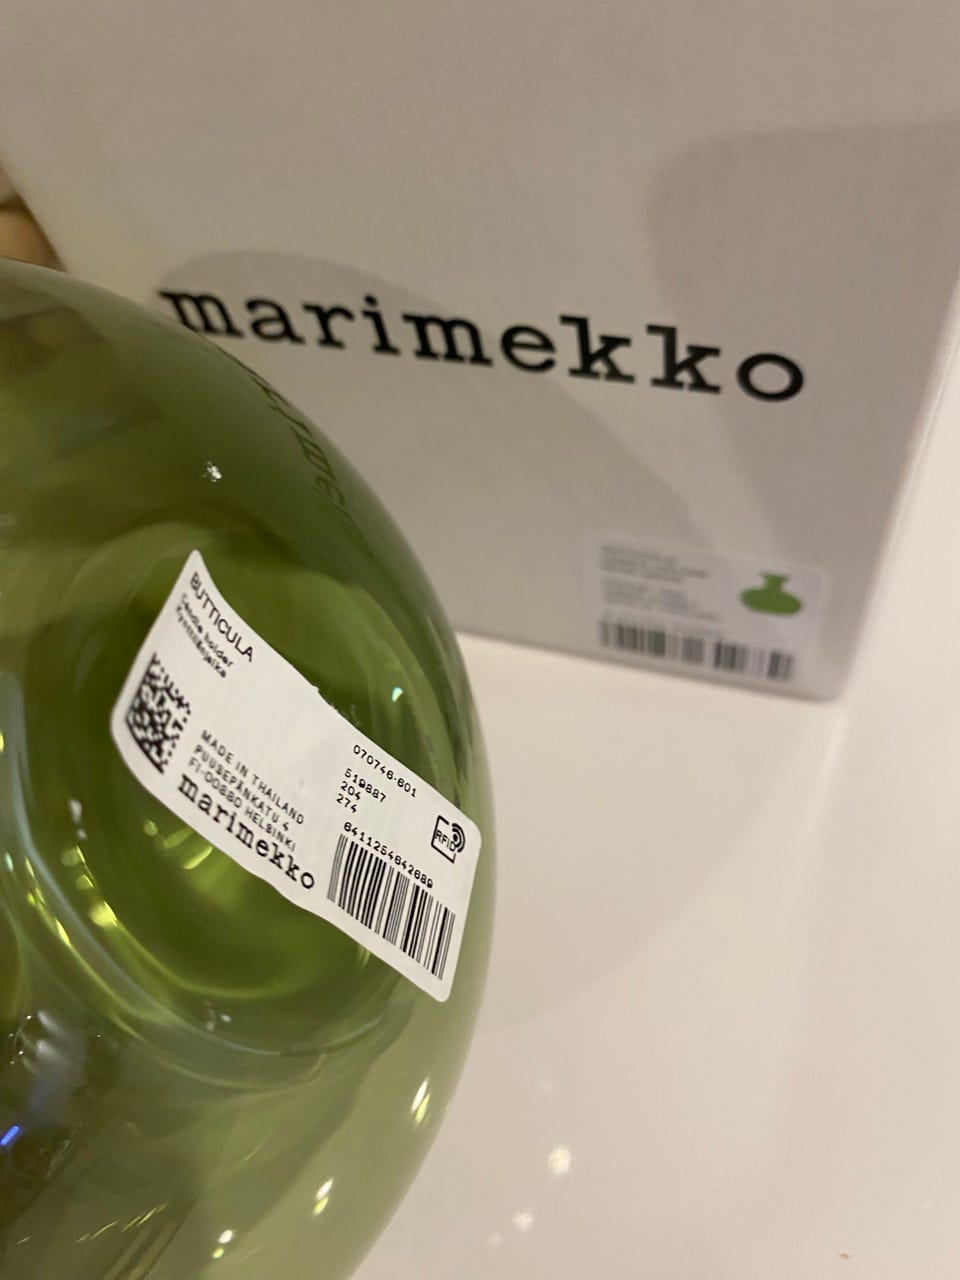 marimekko
BUTTICULA
Candle holder
Kynttilänjalka
MADE IN THAILAND
PUUSEPÄNKATU 4
FI-00880 HELSINKI
marimekko
070746-601
519887
204
274
RFID
6411254642689